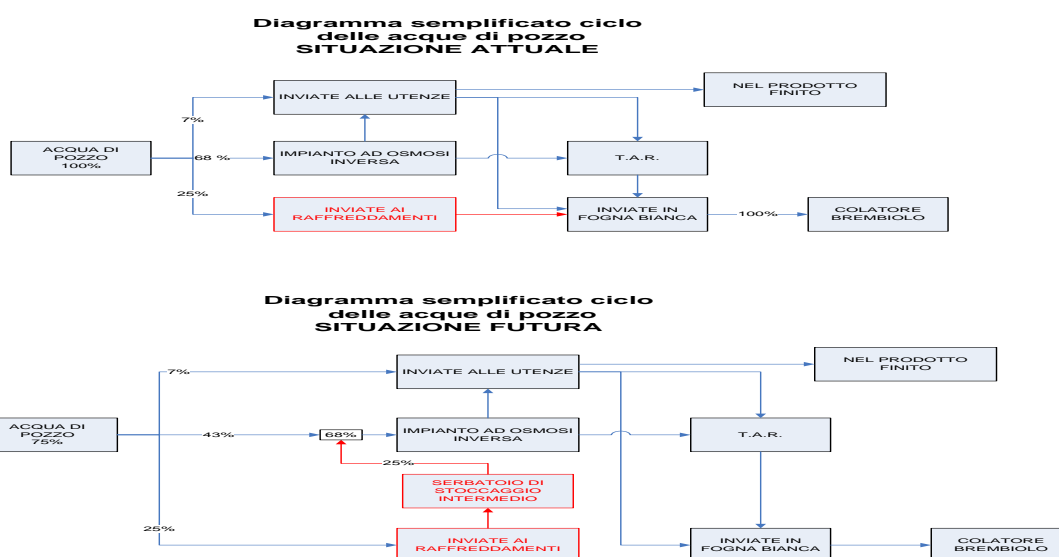 Diagramma semplificato ciclo
delle acque di pozzo
SITUAZIONE ATTUALE
INVIATE ALLE UTENZE
NEL PRODOTTO
FINITO
7%
ACQUA DI
POZZO
100%
68 %
IMPIANTO AD OSMOSI
INVERSA
T.A.R.
25%
INVIATE AI
RAFFREDDAMENTI
INVIATE IN
FOGNA BIANCA
100%
COLATORE
BREMBIOLO
Diagramma semplificato ciclo
delle acque di pozzo
SITUAZIONE FUTURA
NEL PRODOTTO
FINITO
7%
INVIATE ALLE UTENZE
ACQUA DI
POZZO
75%
43%
68%
IMPIANTO AD OSMOSI
INVERSA
T.A.R.
25%
SERBATOIO DI
STOCCAGGIO
INTERMEDIO
25%
INVIATE AI
RAFFREDDAMENTI
INVIATE IN
FOGNA BIANCA
COLATORE
BREMBIOLO